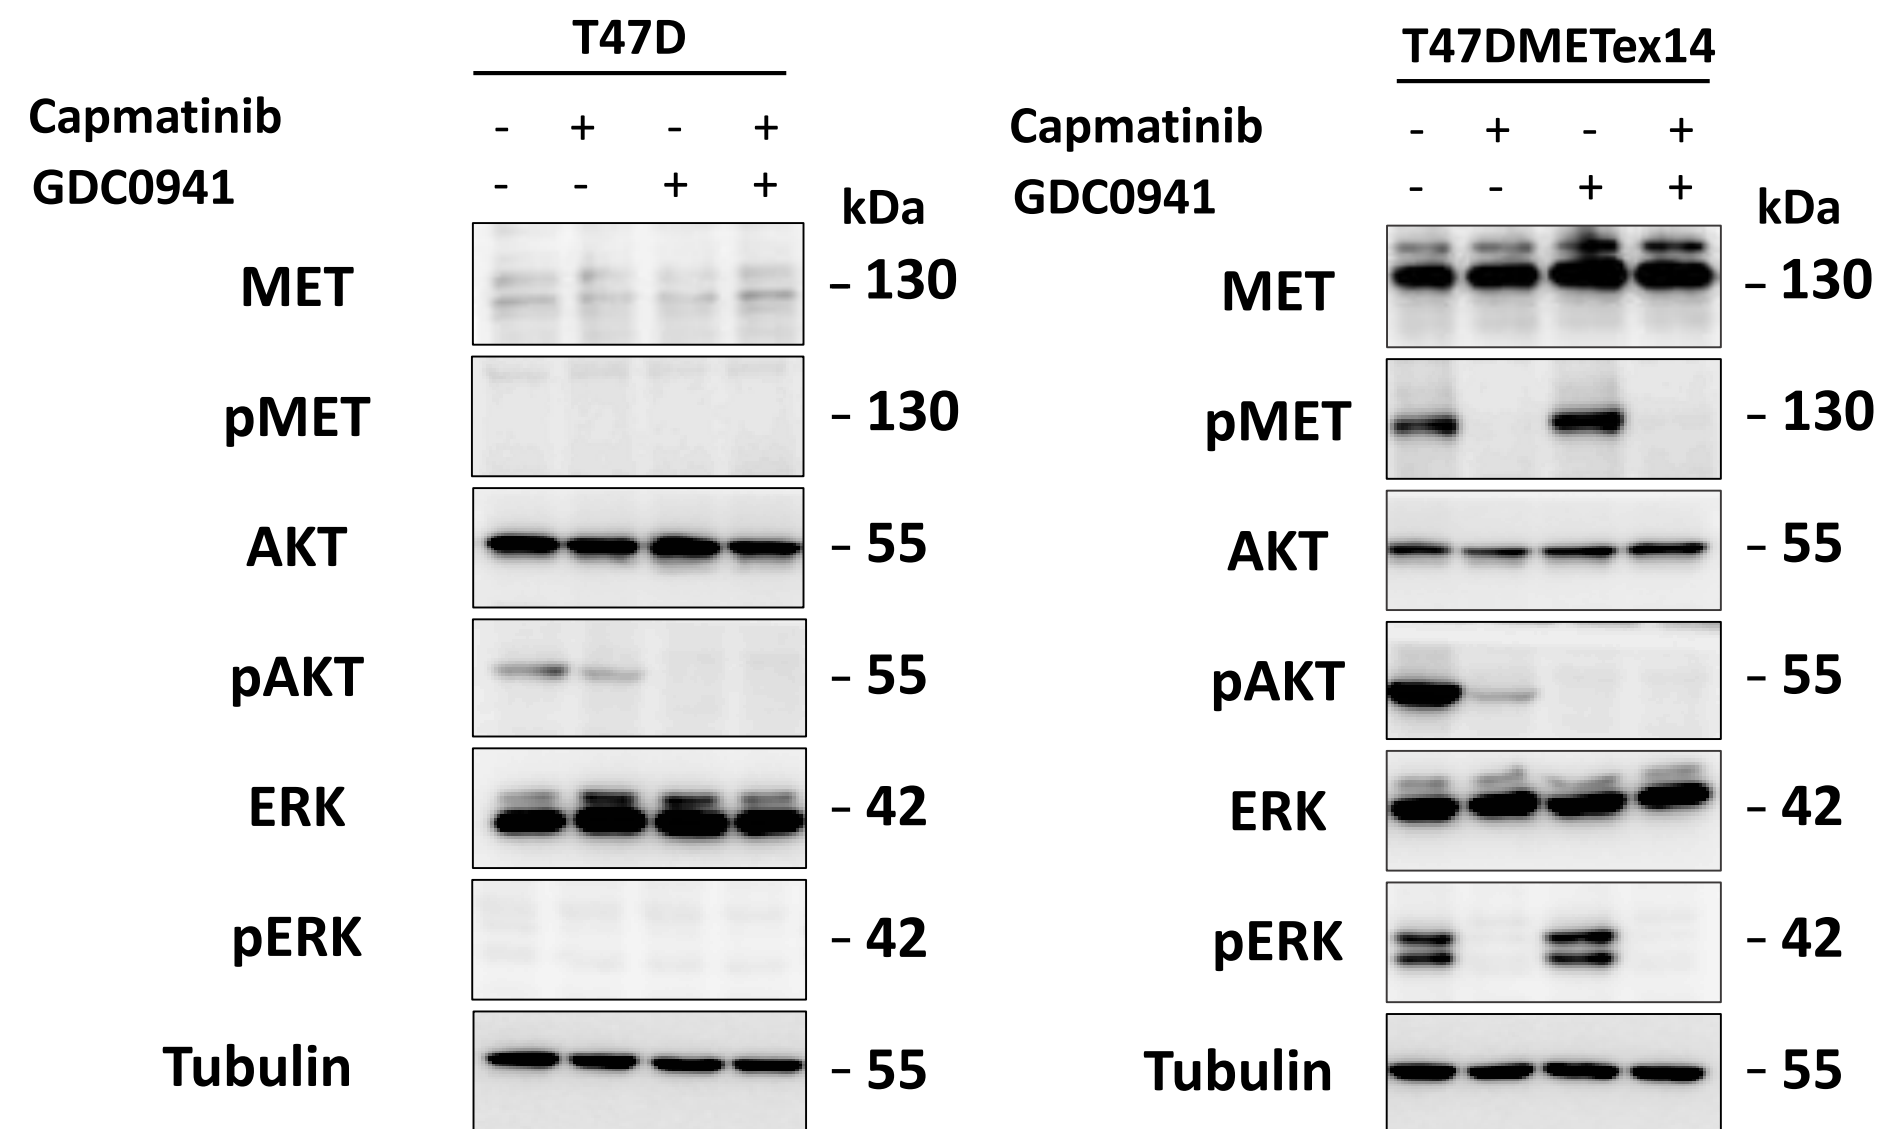 T47D
Capmatinib - + - +
GDC0941 - - + +
kDa
MET - 130
pMET - 130
AKT - 55
pAKT - 55
ERK - 42
pERK - 42
Tubulin - 55
T47DMETex14
Capmatinib - + - +
GDC0941 - - + +
kDa
MET - 130
pMET - 130
AKT - 55
pAKT - 55
ERK - 42
pERK - 42
Tubulin - 55